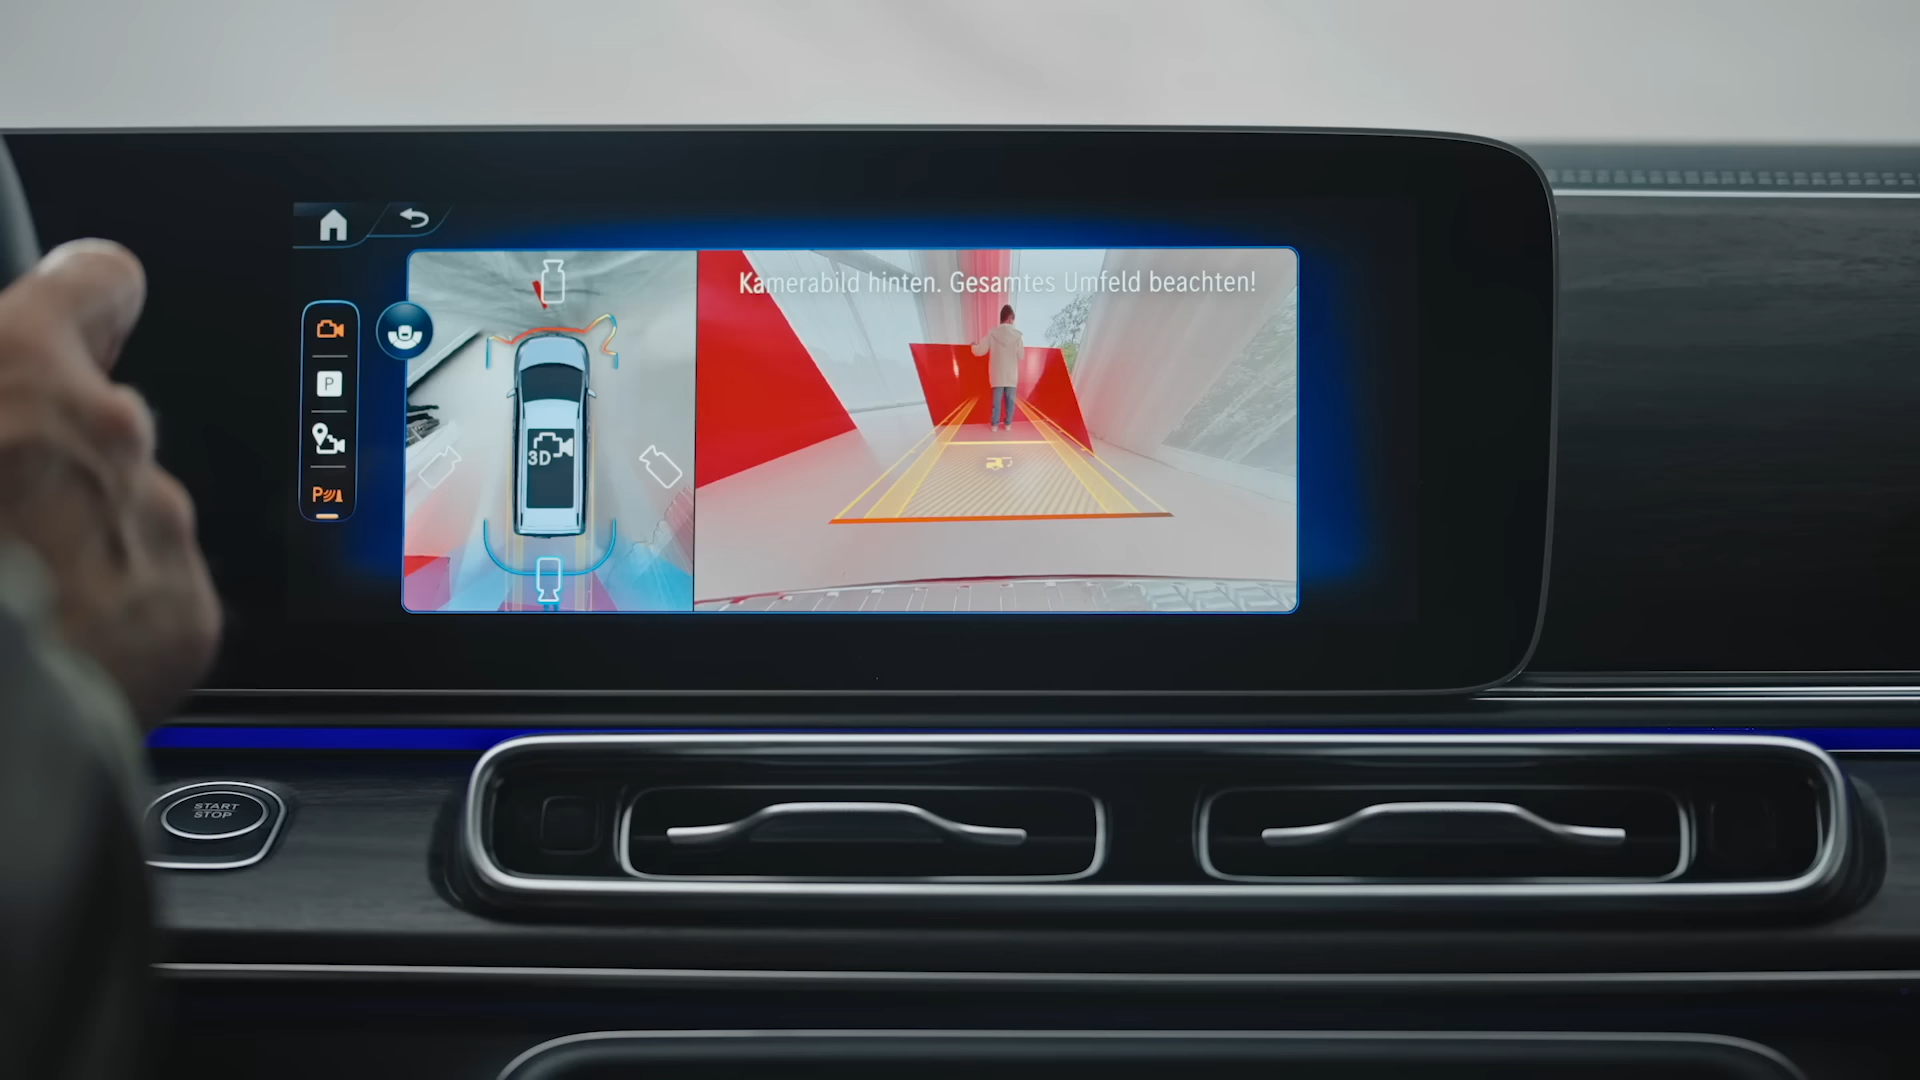 Kamerabild hinten. Gesamtes Umfeld beachten!
P
3D
P
START
STOP